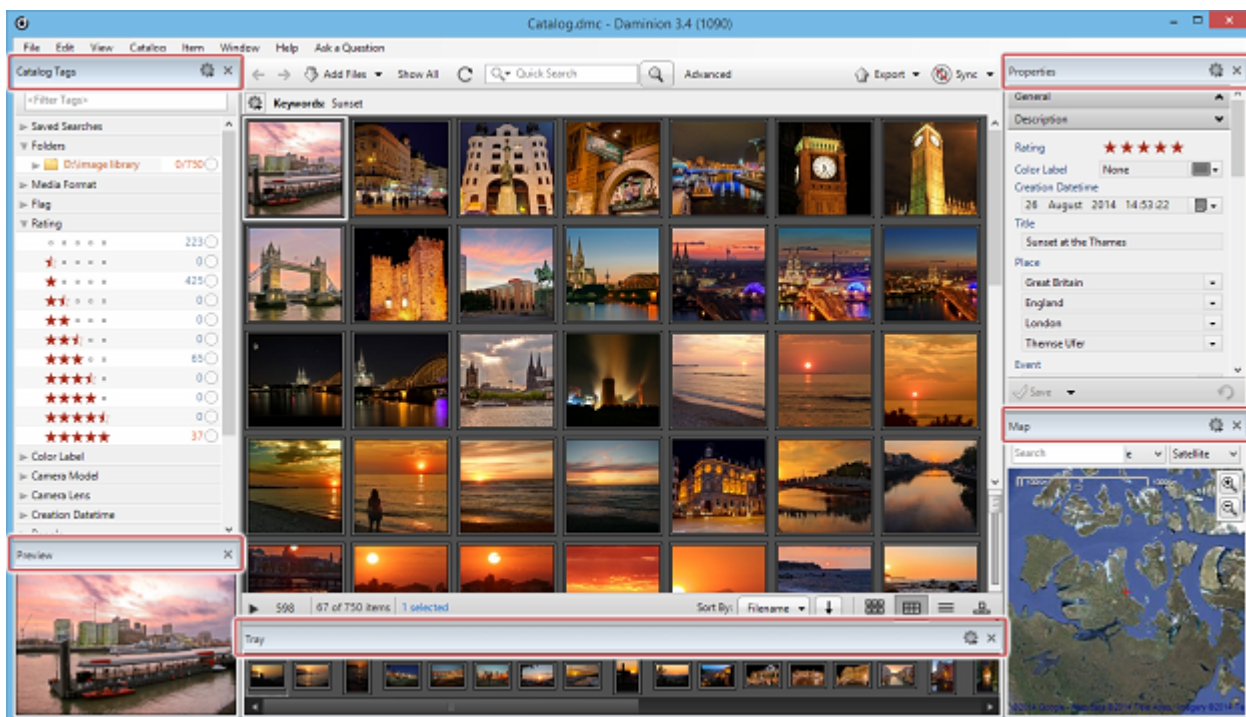 Catalog.dmc - Daminion 3.4 (1090)
File Edit View Catalog Item Window Help Ask a Question
Catalog Tags
Add Files Show All Quick Search Advanced Export Sync
<Filter Tags>
Keywords: Sunset
Saved Searches
Folders
D:\image library 0/750
Media Format
Flag
Rating
223
0
425
0
0
0
65
0
0
0
37
Color Label
Camera Model
Camera Lens
Creation Datetime
Preview
598 67 of 750 items 1 selected Sort By: Filename
Tray
Properties
General
Description
Rating
Color Label None
Creation Datetime
26 August 2014 14:53:22
Title
Sunset at the Thames
Place
Great Britain
England
London
Themse Ufer
Event
Save
Map
Search Satellite